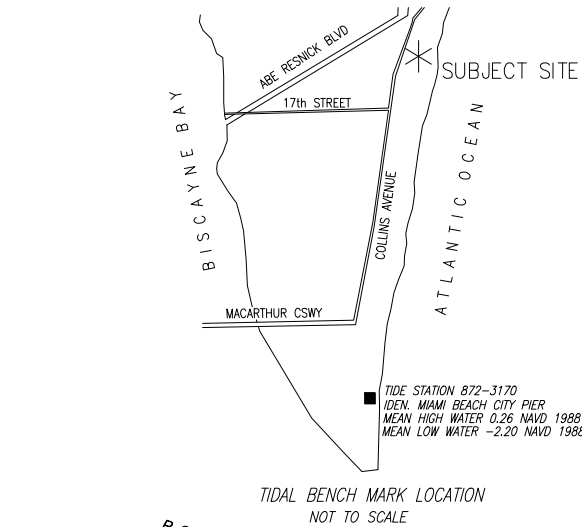 ABE RESNICK BLVD
SUBJECT SITE
17th STREET
BISCAYNE BAY
ATLANTIC OCEAN
COLLINS AVENUE
MACARTHUR CSWY
TIDE STATION 872-3170
IDEN. MIAMI BEACH CITY PIER
MEAN HIGH WATER 0.26 NAVD 1988
MEAN LOW WATER -2.20 NAVD 1988
TIDAL BENCH MARK LOCATION
NOT TO SCALE